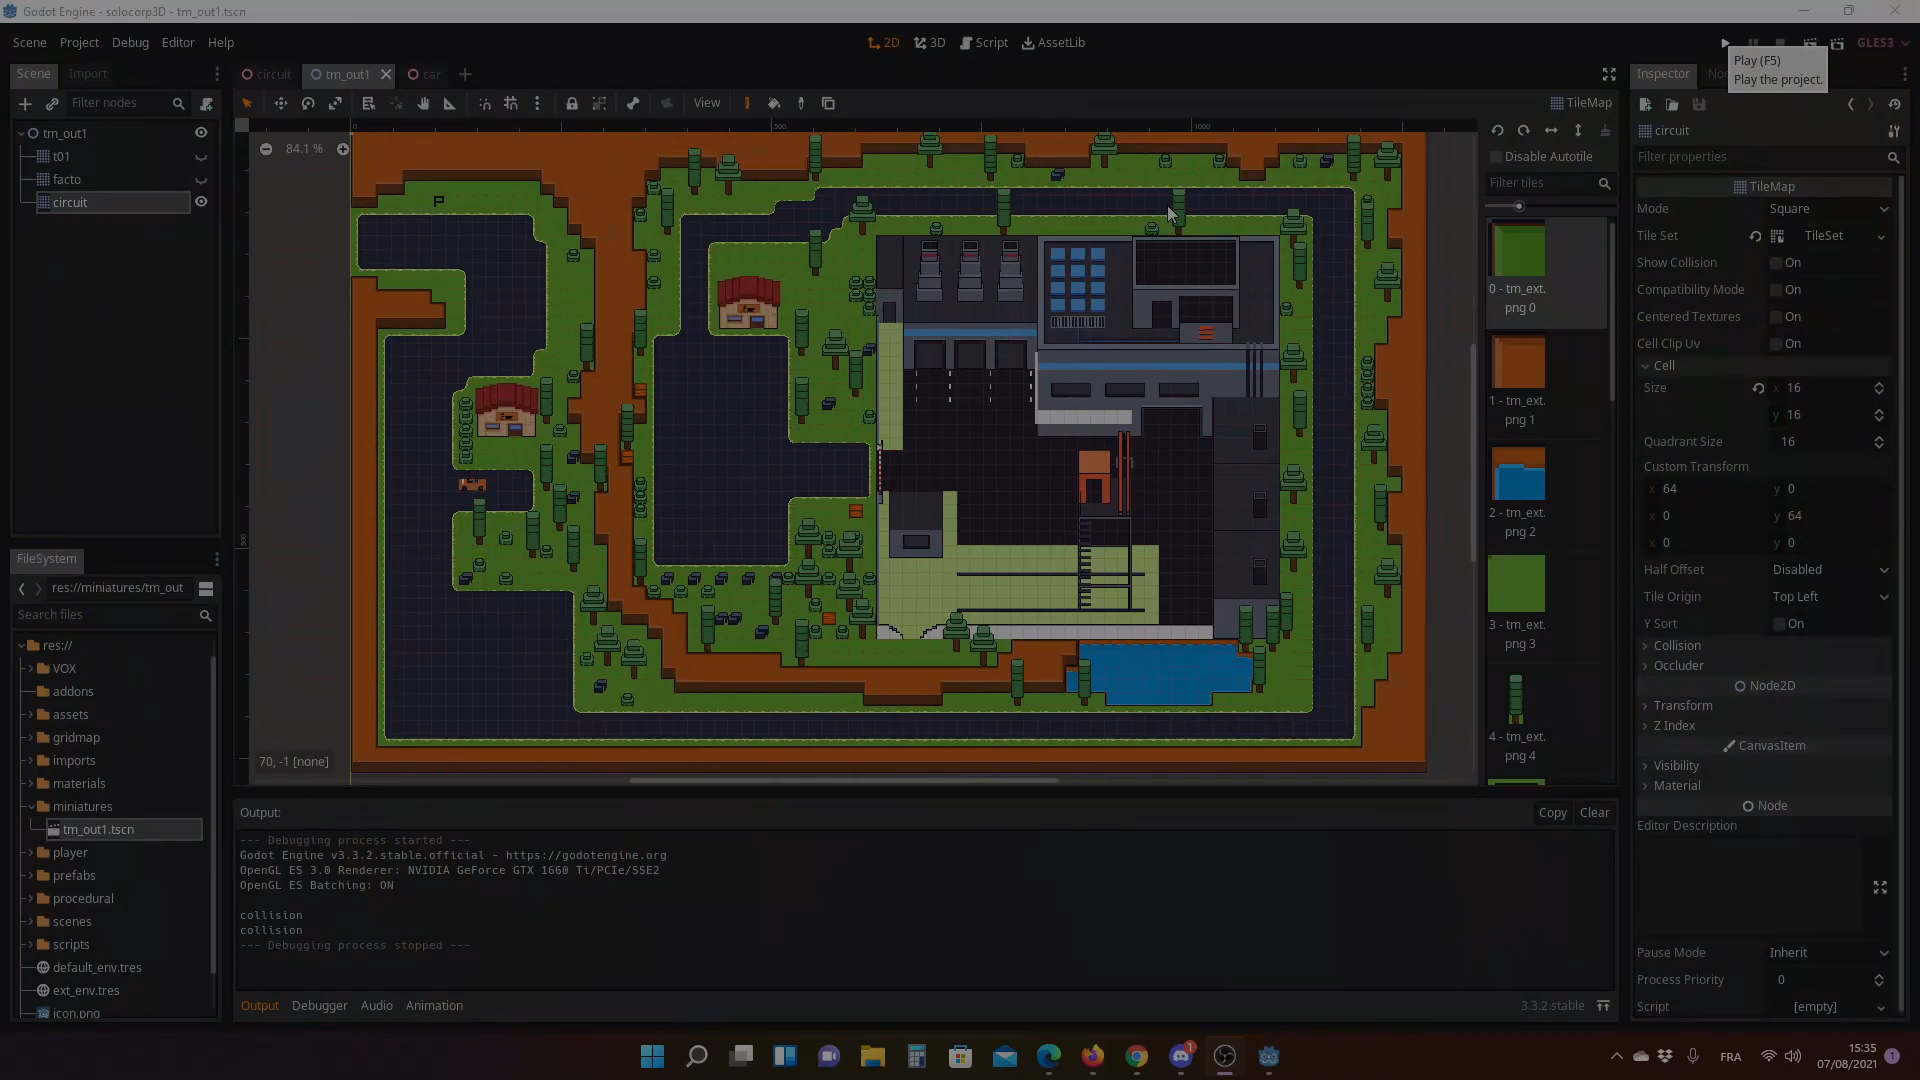 Godot Engine - solocorp3D - tm_out1.tscn
Scene Project Debug Editor Help
2D 3D Script AssetLib
GLES3
Play (F5)
Play the project.
Scene Import
circuit tm_out1 car
Inspector
Filter nodes
View
TileMap
tm_out1
t01
facto
circuit
0 500 1000
84.1 %
500
70, -1 [none]
Disable Autotile
Filter tiles
0 - tm_ext.
png 0
1 - tm_ext.
png 1
2 - tm_ext.
png 2
3 - tm_ext.
png 3
4 - tm_ext.
png 4
circuit
Filter properties
TileMap
Mode Square
Tile Set TileSet
Show Collision On
Compatibility Mode On
Centered Textures On
Cell Clip Uv On
Cell
Size x 16
y 16
Quadrant Size 16
Custom Transform
x 64 y 0
x 0 y 64
x 0 y 0
Half Offset Disabled
Tile Origin Top Left
Y Sort On
Collision
Occluder
Node2D
Transform
Z Index
CanvasItem
Visibility
Material
Node
Editor Description
Pause Mode Inherit
Process Priority 0
Script [empty]
FileSystem
res://miniatures/tm_out
Search files
res://
VOX
addons
assets
gridmap
imports
materials
miniatures
tm_out1.tscn
player
prefabs
procedural
scenes
scripts
default_env.tres
ext_env.tres
icon.png
Output:
Copy Clear
--- Debugging process started ---
Godot Engine v3.3.2.stable.official - https://godotengine.org
OpenGL ES 3.0 Renderer: NVIDIA GeForce GTX 1660 Ti/PCIe/SSE2
OpenGL ES Batching: ON
collision
collision
--- Debugging process stopped ---
Output Debugger Audio Animation
3.3.2.stable
1
FRA
15:35
07/08/2021
1